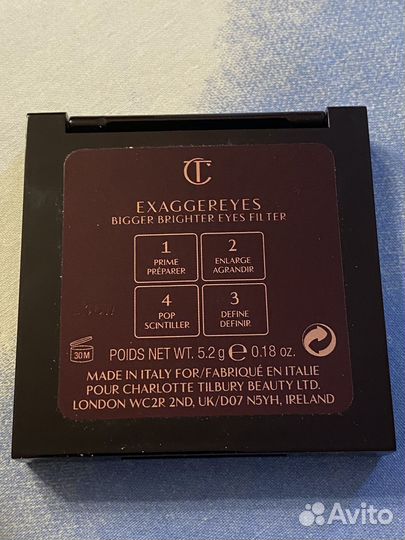 CT
EXAGGEREYES
BIGGER BRIGHTER EYES FILTER
1
PRIME
PRÉPARER
2
ENLARGE
AGRANDIR
4
POP
SCINTILLER
3
DEFINE
DEFINIR
30M
POIDS NET WT. 5.2 g e 0.18 oz.
MADE IN ITALY FOR/FABRIQUÉ EN ITALIE
POUR CHARLOTTE TILBURY BEAUTY LTD.
LONDON WC2R 2ND, UK/D07 N5YH, IRELAND
Avito